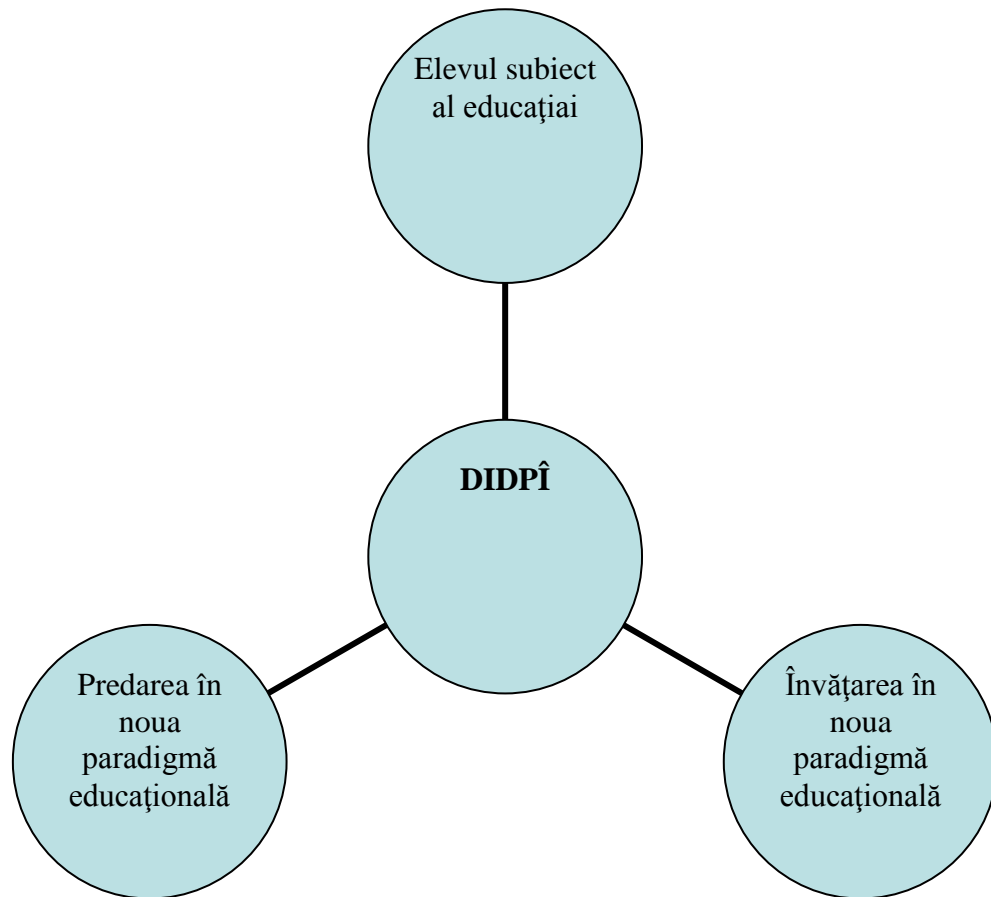 Elevul subiect
al educaţiai
DIDPÎ
Predarea în
noua
paradigmă
educaţională
Învăţarea în
noua
paradigmă
educaţională